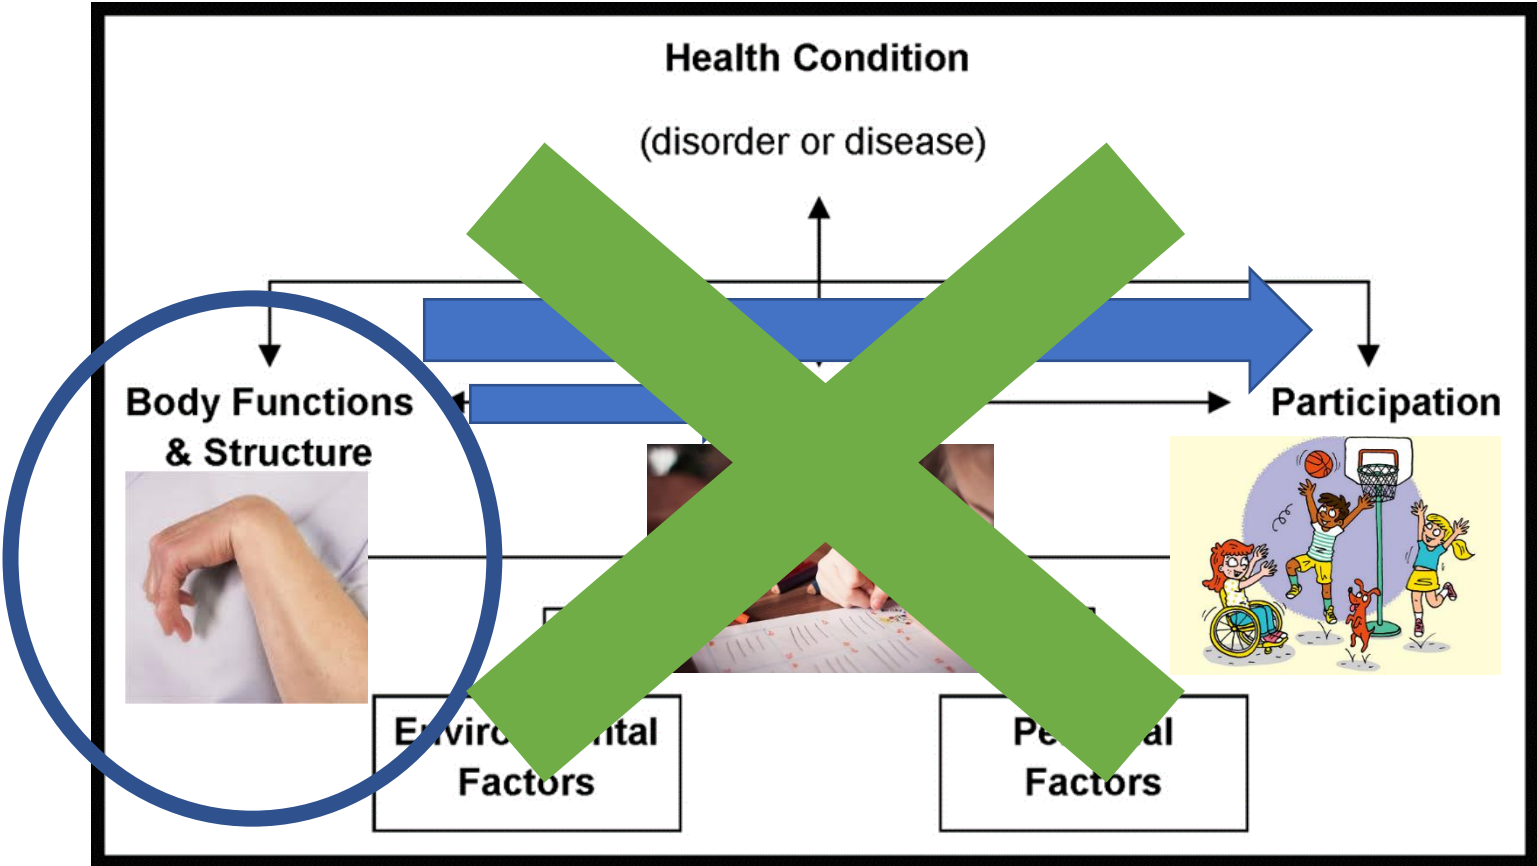 Health Condition
(disorder or disease)
Body Functions
& Structure
Participation
Factors
Factors